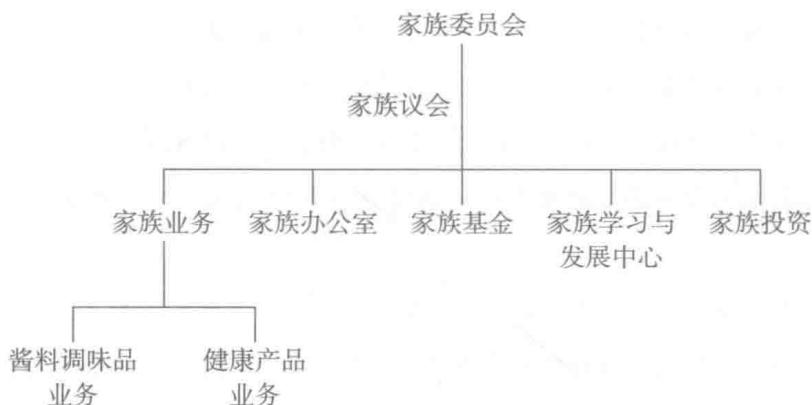 家族委员会
家族议会
家族业务 家族办公室 家族基金 家族学习与 家族投资
发展中心
酱料调味品 健康产品
业务 业务